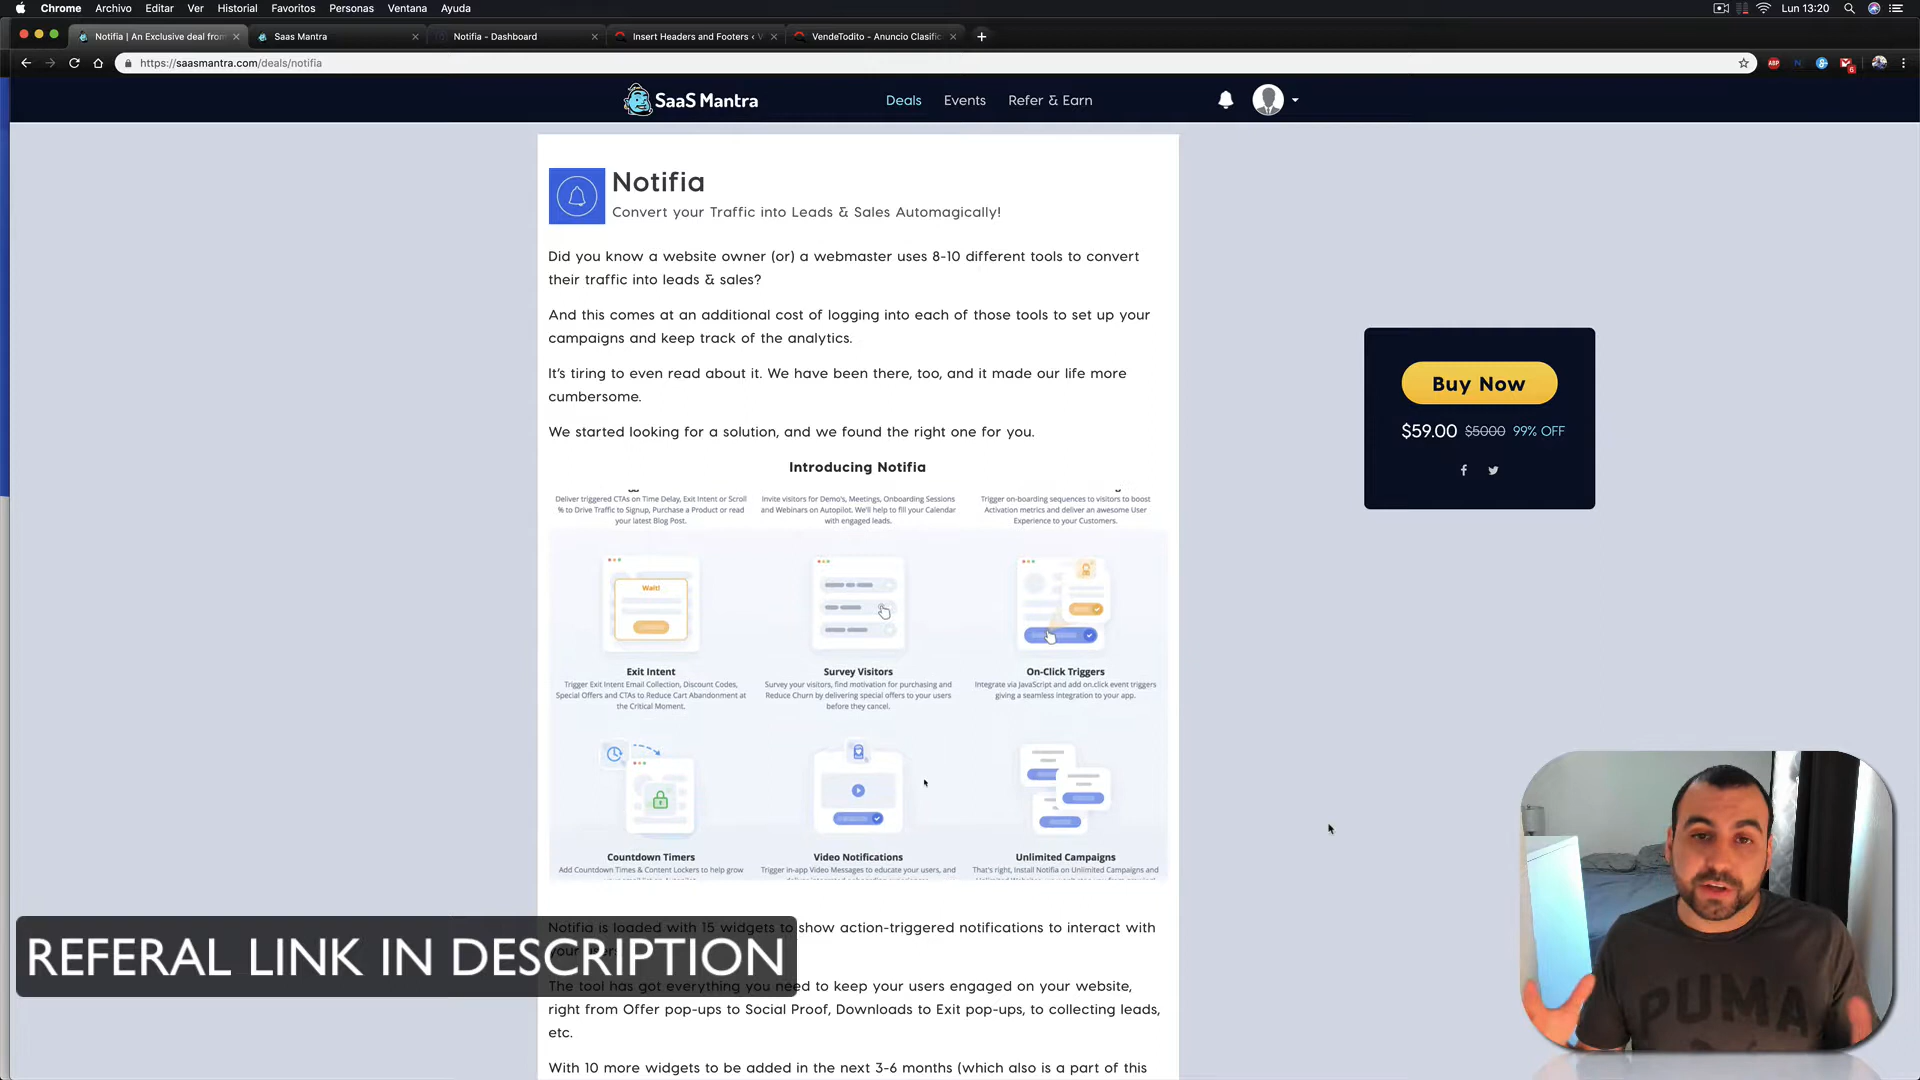 Chrome Archivo Editar Ver Historial Favoritos Personas Ventana Ayuda Lun 13:20
Notifia | An Exclusive deal from Saas Mantra Notifia - Dashboard Insert Headers and Footers ‹ VendeTodito - Anuncio Clasific
https://saasmantra.com/deals/notifia
ABP
6
SaaS Mantra Deals Events Refer & Earn
Notifia
Convert your Traffic into Leads & Sales Automagically!
Did you know a website owner (or) a webmaster uses 8-10 different tools to convert
their traffic into leads & sales?
And this comes at an additional cost of logging into each of those tools to set up your
campaigns and keep track of the analytics.
It's tiring to even read about it. We have been there, too, and it made our life more
cumbersome.
We started looking for a solution, and we found the right one for you.
Introducing Notifia
Deliver triggered CTAs on Time Delay, Exit Intent or Scroll
% to Drive Traffic to Signup, Purchase a Product or read
your latest Blog Post.
Invite visitors for Demo's, Meetings, Onboarding Sessions
and Webinars on Autopilot. We'll help to fill your Calendar
with engaged leads.
Trigger on-boarding sequences to visitors to boost
Activation metrics and deliver an awesome User
Experience to your Customers.
Wait!
Exit Intent
Trigger Exit Intent Email Collection, Discount Codes,
Special Offers and CTAs to Reduce Cart Abandonment at
the Critical Moment.
Survey Visitors
Survey your visitors, find motivation for purchasing and
Reduce Churn by delivering special offers to your users
before they cancel.
On-Click Triggers
Integrate via JavaScript and add on.click event triggers
giving a seamless integration to your app.
Countdown Timers
Add Countdown Times & Content Lockers to help grow
Video Notifications
Trigger in-app Video Messages to educate your users, and
Unlimited Campaigns
That's right, Install Notifia on Unlimited Campaigns and
Buy Now
$59.00 $5000 99% OFF
Notifia is loaded with 15 widgets to show action-triggered notifications to interact with
The tool has got everything you need to keep your users engaged on your website,
right from Offer pop-ups to Social Proof, Downloads to Exit pop-ups, to collecting leads,
etc.
With 10 more widgets to be added in the next 3-6 months (which also is a part of this
REFERAL LINK IN DESCRIPTION
PUMA